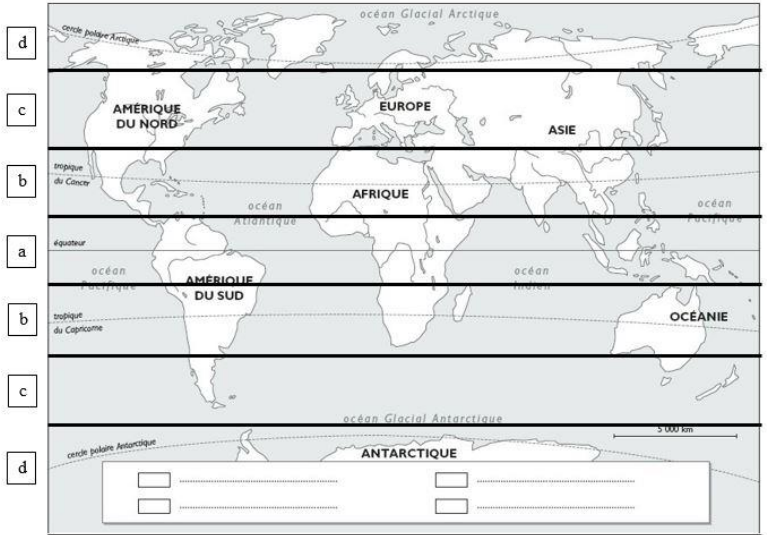 océan Glacial Arctique
cercle polaire Arctique
d
c
AMÉRIQUE
DU NORD
EUROPE
ASIE
b
tropique
du Cancer
AFRIQUE
océan
Atlantique
océan
Pacifique
a
équateur
océan
Pacifique
AMÉRIQUE
DU SUD
océan
Indien
b
tropique
du Capricorne
OCÉANIE
c
océan Glacial Antarctique
5 000 km
cercle polaire Antarctique
d
ANTARCTIQUE